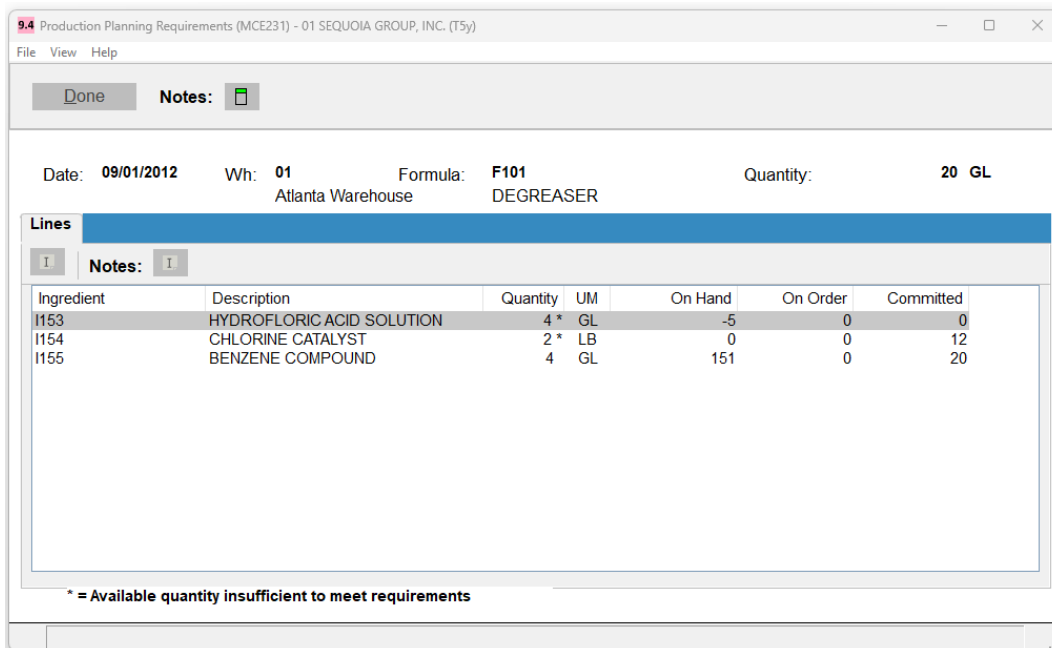 9.4 Production Planning Requirements (MCE231) - 01 SEQUOIA GROUP, INC. (T5y)
File View Help
Done Notes:
Date: 09/01/2012 Wh: 01 Formula: F101 Quantity: 20 GL
Atlanta Warehouse DEGREASER
Lines
I Notes: I
Ingredient Description Quantity UM On Hand On Order Committed
I153 HYDROFLORIC ACID SOLUTION 4 * GL -5 0 0
I154 CHLORINE CATALYST 2 * LB 0 0 12
I155 BENZENE COMPOUND 4 GL 151 0 20
* = Available quantity insufficient to meet requirements